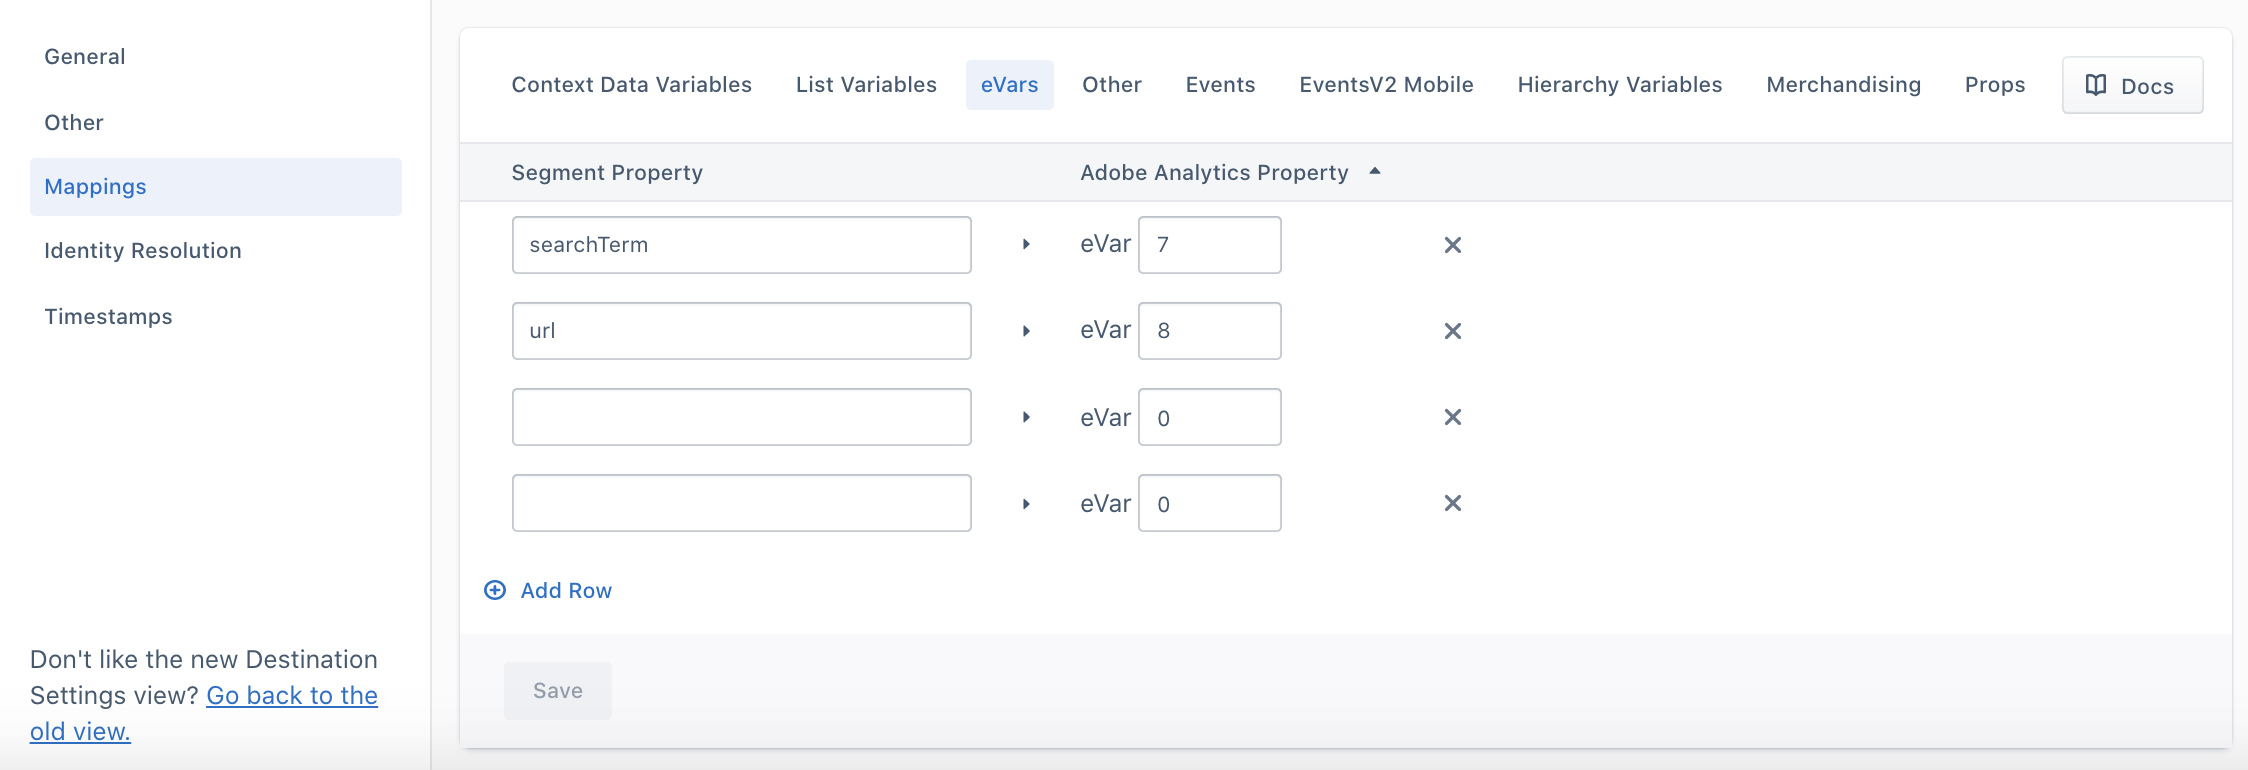 General
Other
Mappings
Identity Resolution
Timestamps
Don't like the new Destination
Settings view? Go back to the
old view.
Context Data Variables List Variables eVars Other Events EventsV2 Mobile Hierarchy Variables Merchandising Props Docs
Segment Property Adobe Analytics Property
searchTerm eVar 7
url eVar 8
eVar 0
eVar 0
Add Row
Save